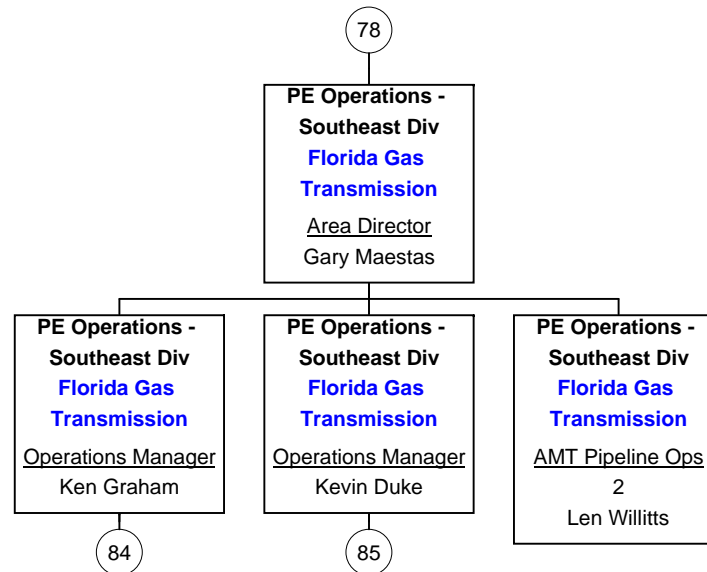 78
PE Operations -
Southeast Div
Florida Gas
Transmission
Area Director
Gary Maestas
PE Operations -
Southeast Div
Florida Gas
Transmission
Operations Manager
Ken Graham
84
PE Operations -
Southeast Div
Florida Gas
Transmission
Operations Manager
Kevin Duke
85
PE Operations -
Southeast Div
Florida Gas
Transmission
AMT Pipeline Ops
2
Len Willitts